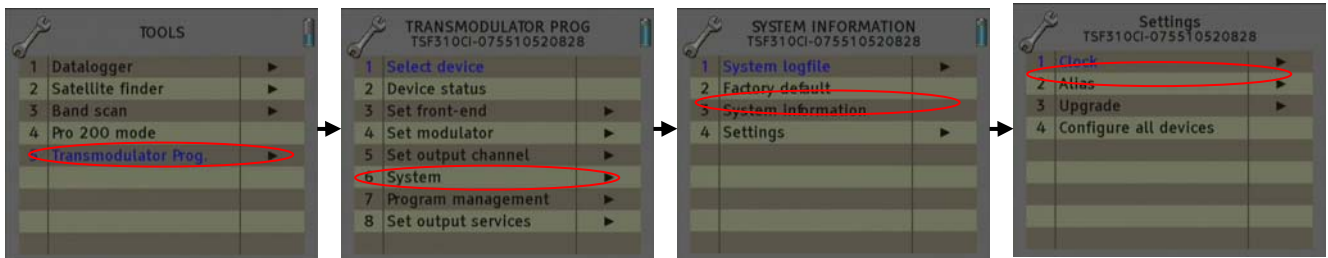 TOOLS
1 Datalogger
2 Satellite finder
3 Band scan
4 Pro 200 mode
5 Transmodulator Prog.
TRANSMODULATOR PROG
TSF310CI-075510520828
1 Select device
2 Device status
3 Set front-end
4 Set modulator
5 Set output channel
6 System
7 Program management
8 Set output services
SYSTEM INFORMATION
TSF310CI-075510520828
1 System logfile
2 Factory default
3 System information
4 Settings
Settings
TSF310CI-075510520828
1 Clock
2 Alias
3 Upgrade
4 Configure all devices